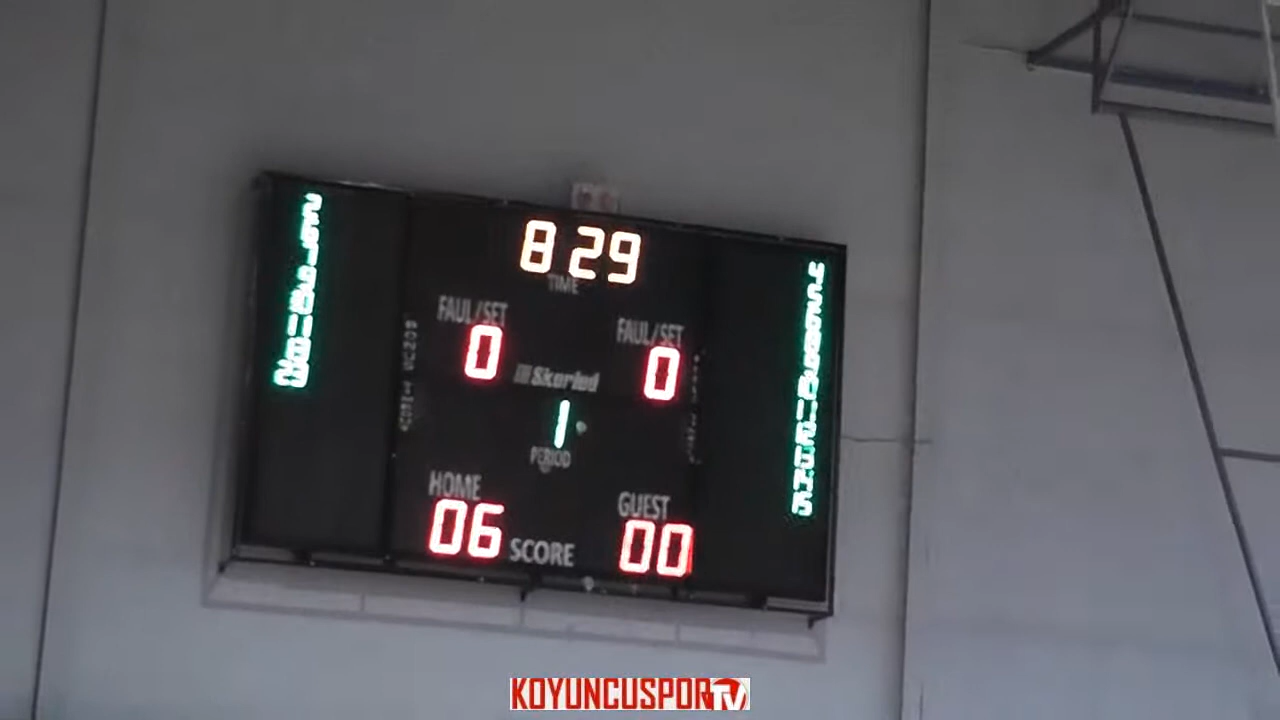 8 29
TIME
FAUL/SET
FAUL/SET
0
0
Skorled
1
PERIOD
HOME
GUEST
06
SCORE
00
KOYUNCUSPORTV